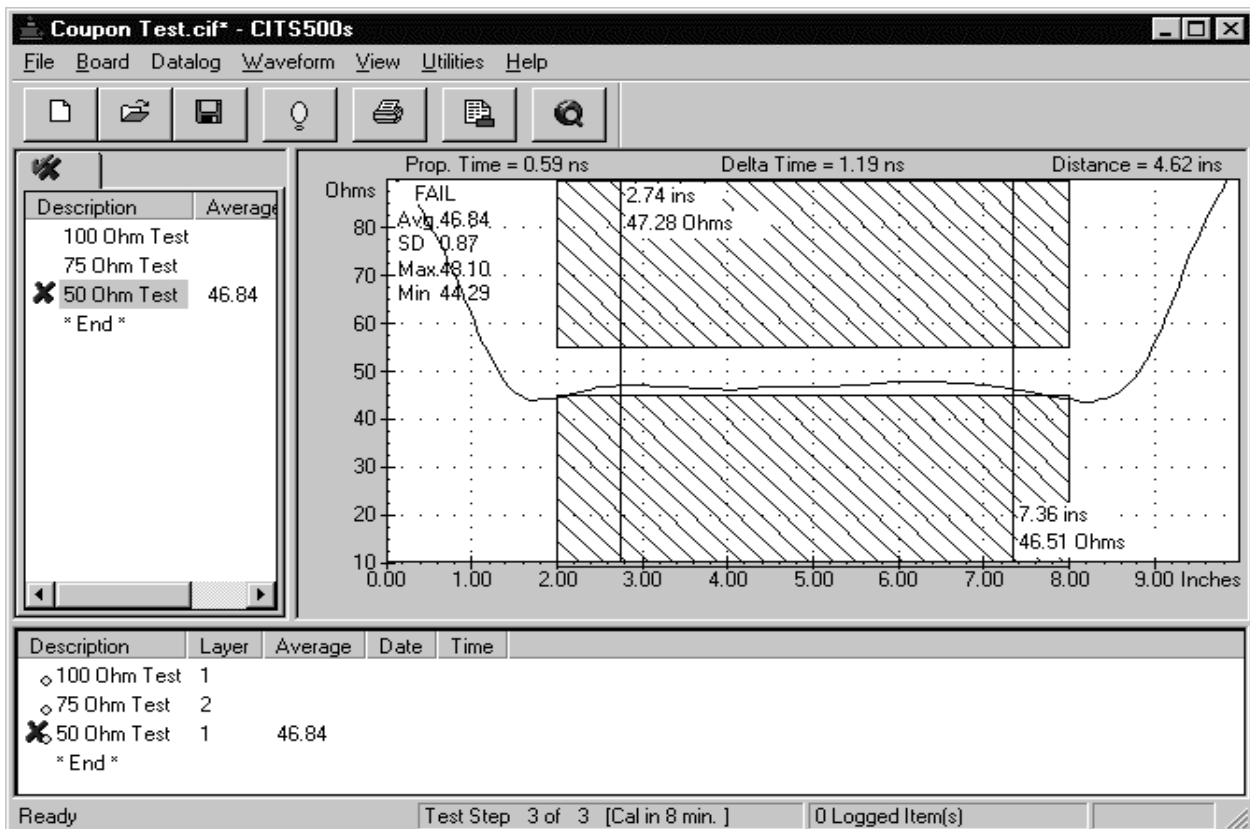 Coupon Test.cif* - CITS500s
File Board Datalog Waveform View Utilities Help
Description Average
100 Ohm Test
75 Ohm Test
50 Ohm Test 46.84
* End *
Prop. Time = 0.59 ns Delta Time = 1.19 ns Distance = 4.62 ins
Ohms
FAIL
Avg 46.84
SD 0.87
Max 48.10
Min 44.29
2.74 ins
47.28 Ohms
80
70
60
50
40
30
20
10
7.36 ins
46.51 Ohms
0.00 1.00 2.00 3.00 4.00 5.00 6.00 7.00 8.00 9.00 Inches
Description Layer Average Date Time
100 Ohm Test 1
75 Ohm Test 2
50 Ohm Test 1 46.84
* End *
Ready Test Step 3 of 3 [Cal in 8 min. ] 0 Logged Item(s)